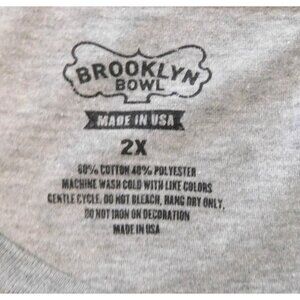 BROOKLYN
BOWL
MADE IN USA
2X
60% COTTON 40% POLYESTER
MACHINE WASH COLD WITH LIKE COLORS
GENTLE CYCLE. DO NOT BLEACH, HANG DRY ONLY.
DO NOT IRON ON DECORATION
MADE IN USA